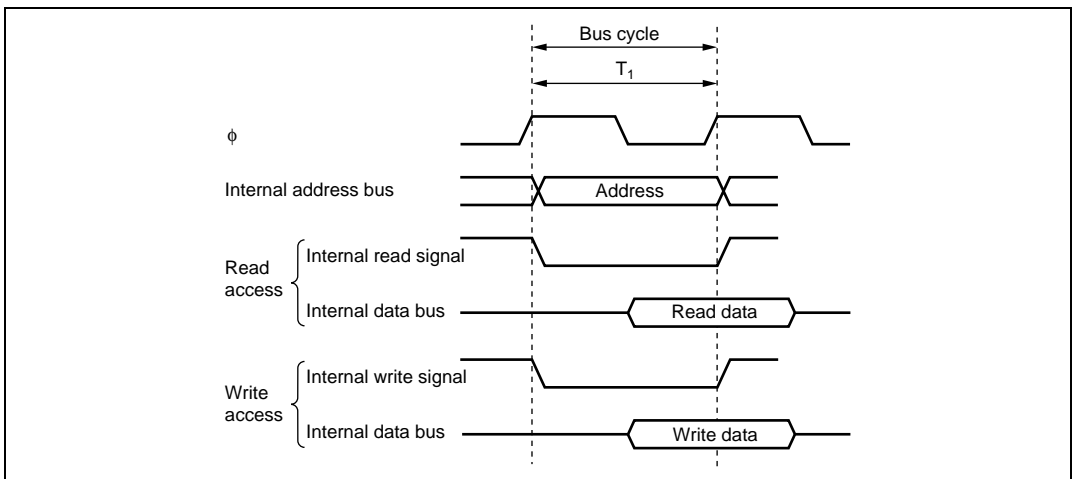 Bus cycle
T1
ϕ
Internal address bus
Address
Read
access
Internal read signal
Internal data bus
Read data
Write
access
Internal write signal
Internal data bus
Write data